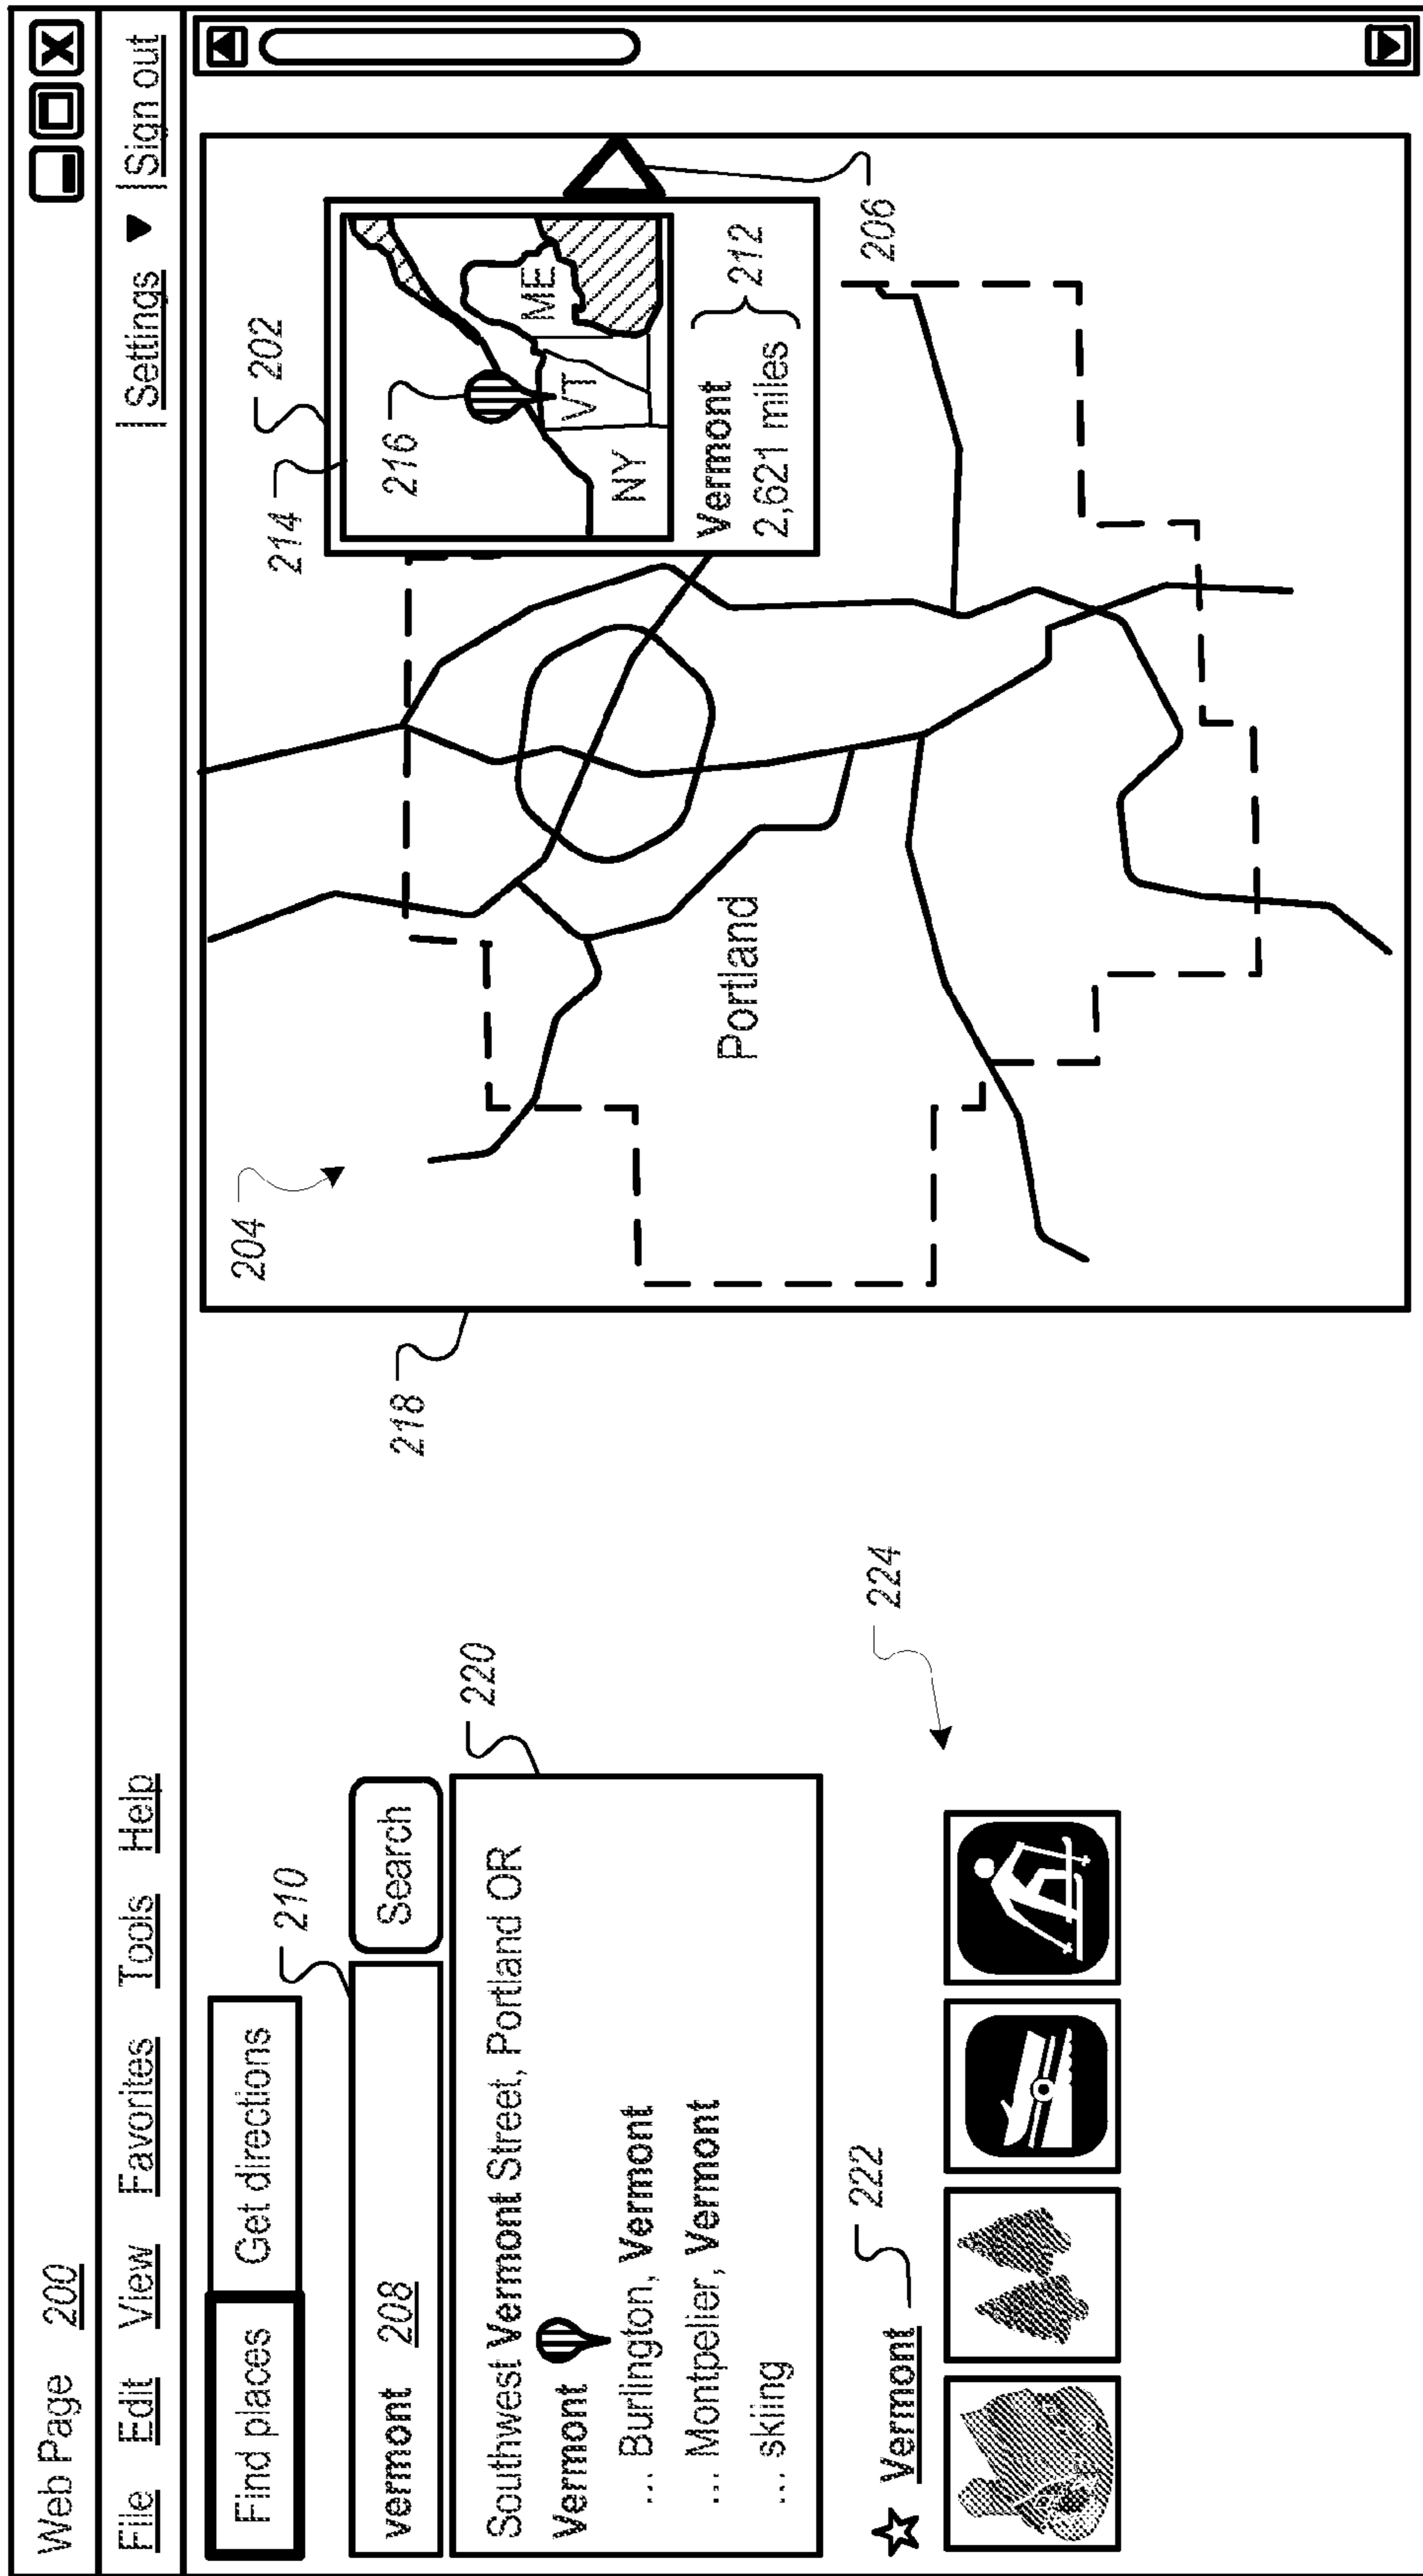 Web Page 200
File Edit View Favorites Tools Help | Settings ▼ | Sign out
Find places Get directions
210
vermont 208 Search
220
Southwest Vermont Street, Portland OR
Vermont
... Burlington, Vermont
... Montpelier, Vermont
... skiing
Vermont 222
224
218
204
Portland
214
202
216
NY
VT
ME
Vermont
2,621 miles
212
206